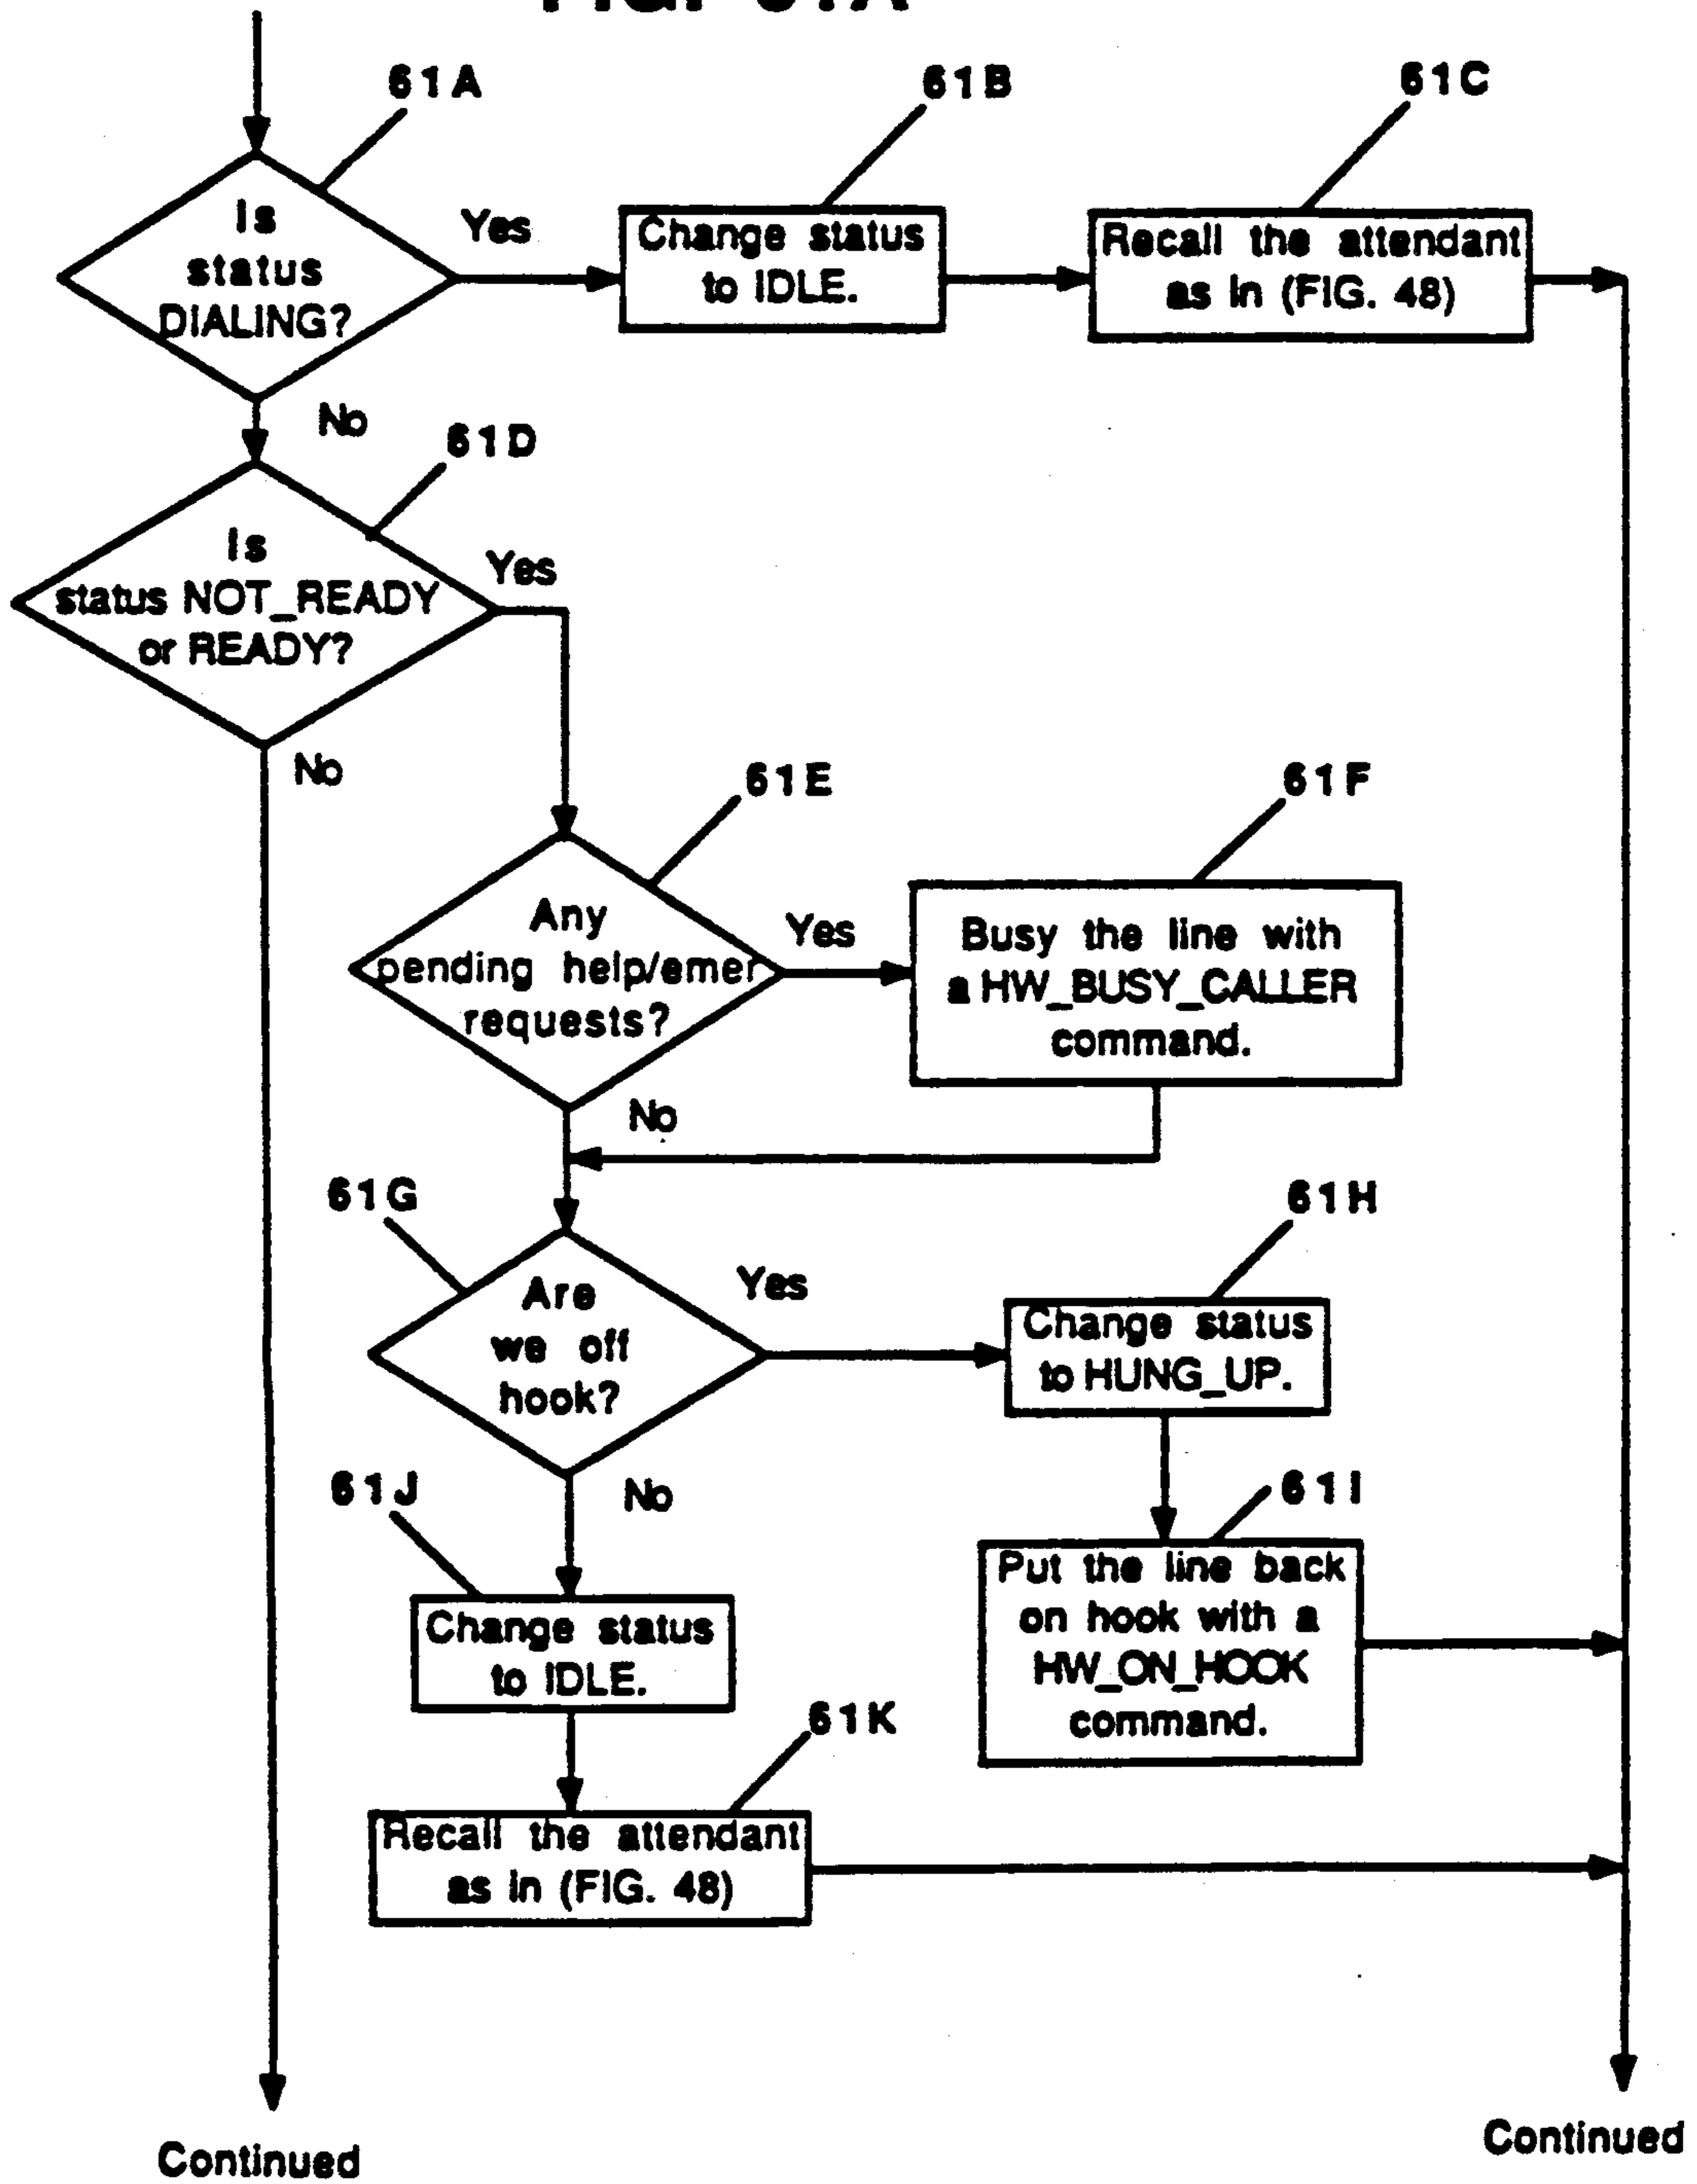 61A
61B
61C
Is
status
DIALING?
Yes
Change status
to IDLE.
Recall the attendant
as in (FIG. 48)
No
61D
Is
status NOT_READY
or READY?
Yes
No
61E
61F
Any
pending help/emer
requests?
Yes
Busy the line with
a HW_BUSY_CALLER
command.
No
61G
61H
Are
we off
hook?
Yes
Change status
to HUNG_UP.
No
61J
61I
Change status
to IDLE.
Put the line back
on hook with a
HW_ON_HOOK
command.
61K
Recall the attendant
as in (FIG. 48)
Continued
Continued